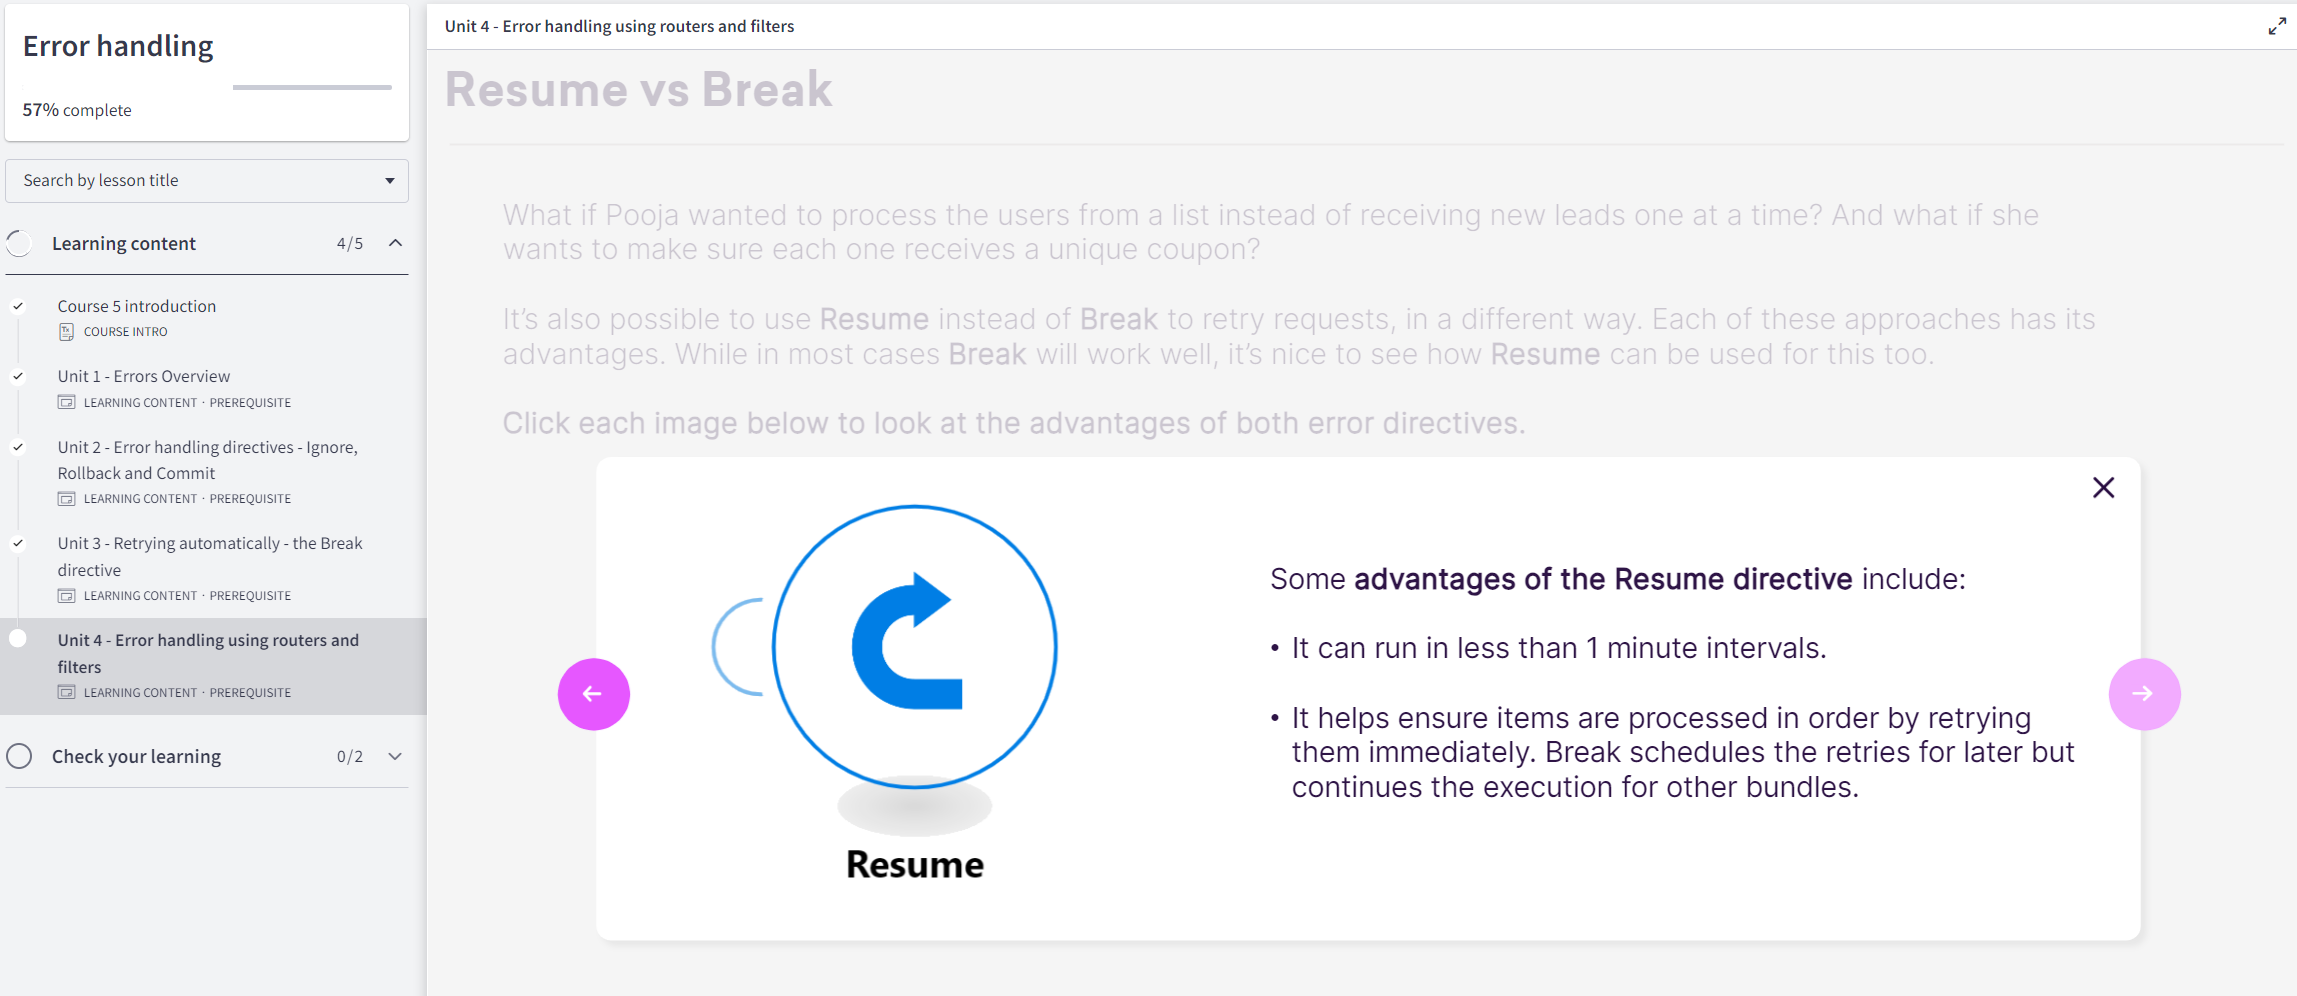 Error handling
57% complete
Search by lesson title
Learning content 4/5
Course 5 introduction
COURSE INTRO
Unit 1 - Errors Overview
LEARNING CONTENT · PREREQUISITE
Unit 2 - Error handling directives - Ignore,
Rollback and Commit
LEARNING CONTENT · PREREQUISITE
Unit 3 - Retrying automatically - the Break
directive
LEARNING CONTENT · PREREQUISITE
Unit 4 - Error handling using routers and
filters
LEARNING CONTENT · PREREQUISITE
Check your learning 0/2
Unit 4 - Error handling using routers and filters
Resume vs Break
What if Pooja wanted to process the users from a list instead of receiving new leads one at a time? And what if she
wants to make sure each one receives a unique coupon?
It’s also possible to use Resume instead of Break to retry requests, in a different way. Each of these approaches has its
advantages. While in most cases Break will work well, it’s nice to see how Resume can be used for this too.
Click each image below to look at the advantages of both error directives.
Resume
Some advantages of the Resume directive include:
• It can run in less than 1 minute intervals.
• It helps ensure items are processed in order by retrying
them immediately. Break schedules the retries for later but
continues the execution for other bundles.